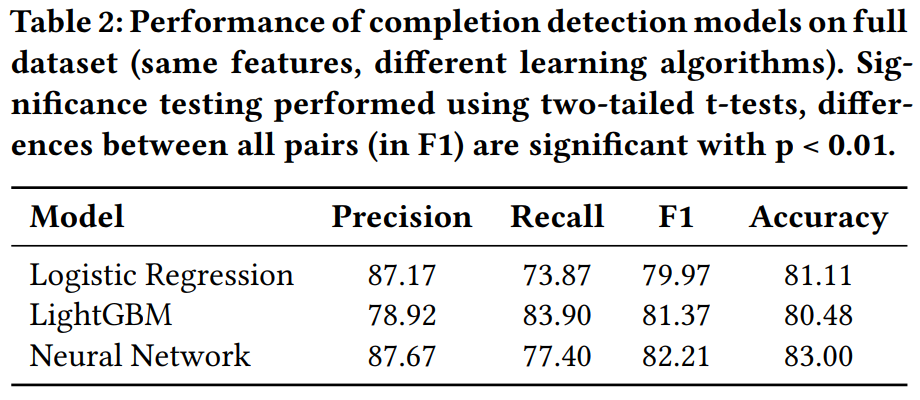 Table 2: Performance of completion detection models on full
dataset (same features, different learning algorithms). Sig-
nificance testing performed using two-tailed t-tests, differ-
ences between all pairs (in F1) are significant with p < 0.01.
Model Precision Recall F1 Accuracy
Logistic Regression 87.17 73.87 79.97 81.11
LightGBM 78.92 83.90 81.37 80.48
Neural Network 87.67 77.40 82.21 83.00